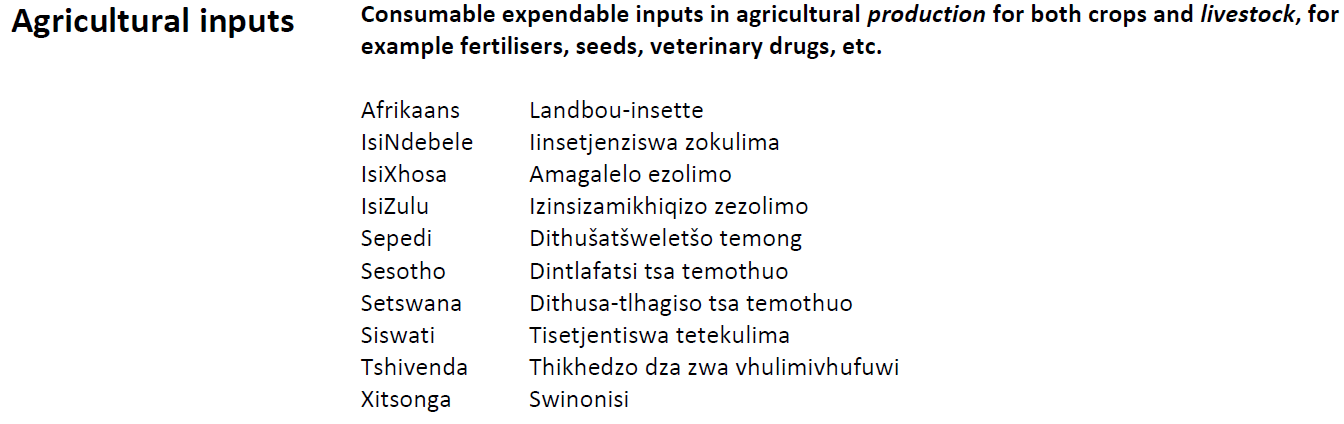 Agricultural inputs
Consumable expendable inputs in agricultural production for both crops and livestock, for
example fertilisers, seeds, veterinary drugs, etc.
Afrikaans Landbou-insette
IsiNdebele Iinsetjenziswa zokulima
IsiXhosa Amagalelo ezolimo
IsiZulu Izinsizamikhiqizo zezolimo
Sepedi Dithušatšweletšo temong
Sesotho Dintlafatsi tsa temothuo
Setswana Dithusa-tlhagiso tsa temothuo
Siswati Tisetjentiswa tetekulima
Tshivenda Thikhedzo dza zwa vhulimivhufuwi
Xitsonga Swinonisi